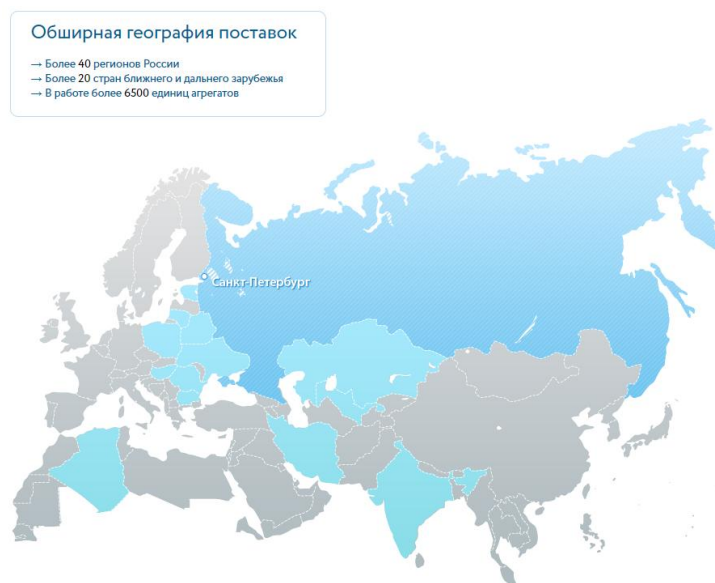 Обширная география поставок
→ Более 40 регионов России
→ Более 20 стран ближнего и дальнего зарубежья
→ В работе более 6500 единиц агрегатов
Санкт-Петербург